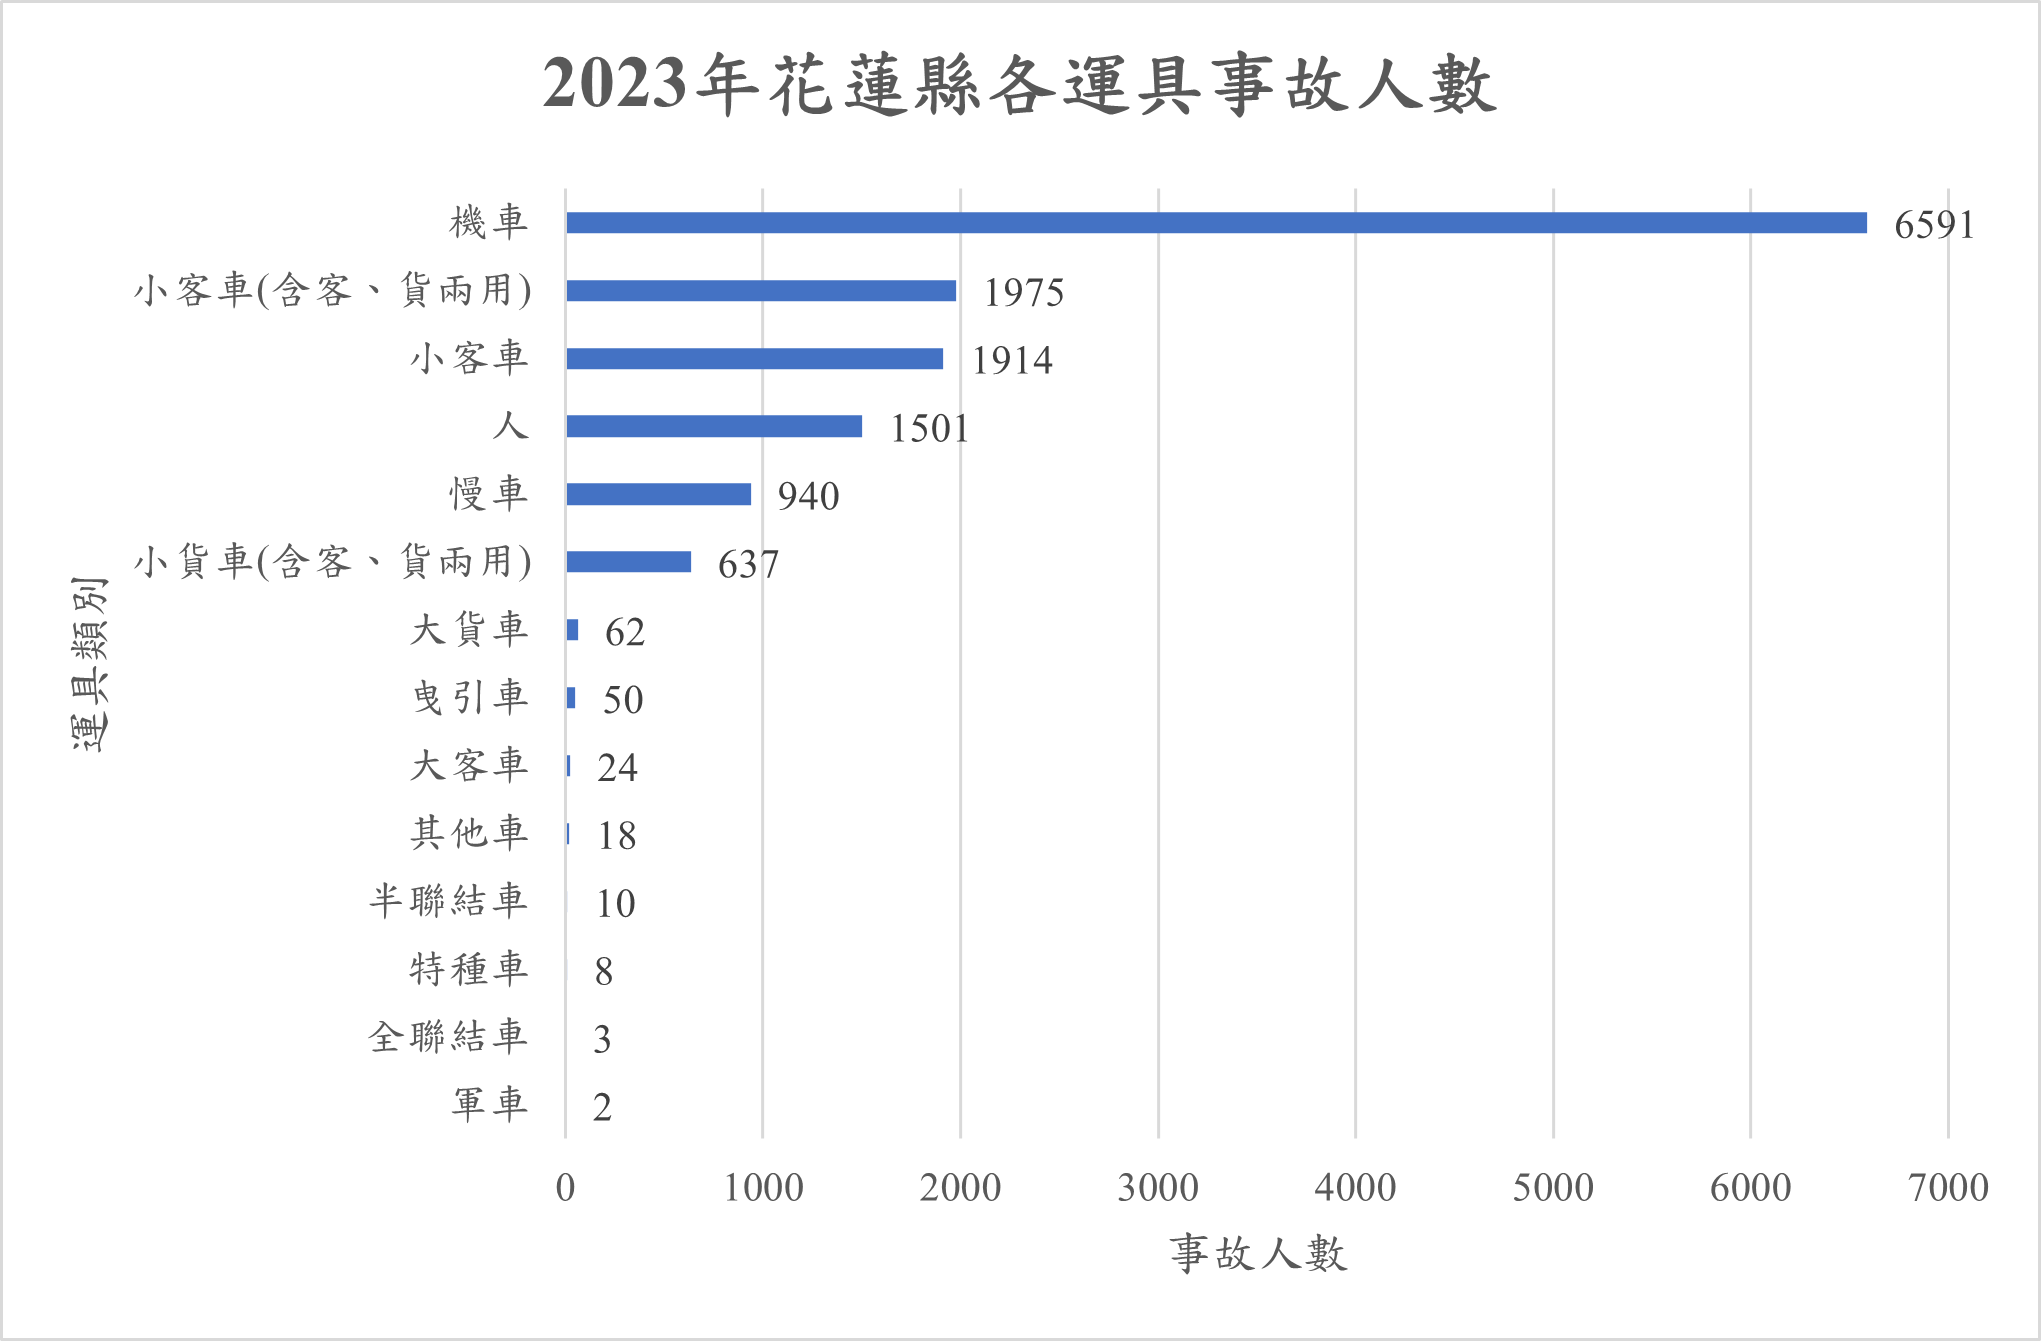 2023年花蓮縣各運具事故人數
機車 6591
小客車(含客、貨兩用) 1975
小客車 1914
人 1501
慢車 940
小貨車(含客、貨兩用) 637
大貨車 62
曳引車 50
大客車 24
其他車 18
半聯結車 10
特種車 8
全聯結車 3
軍車 2
運具類別
0 1000 2000 3000 4000 5000 6000 7000
事故人數